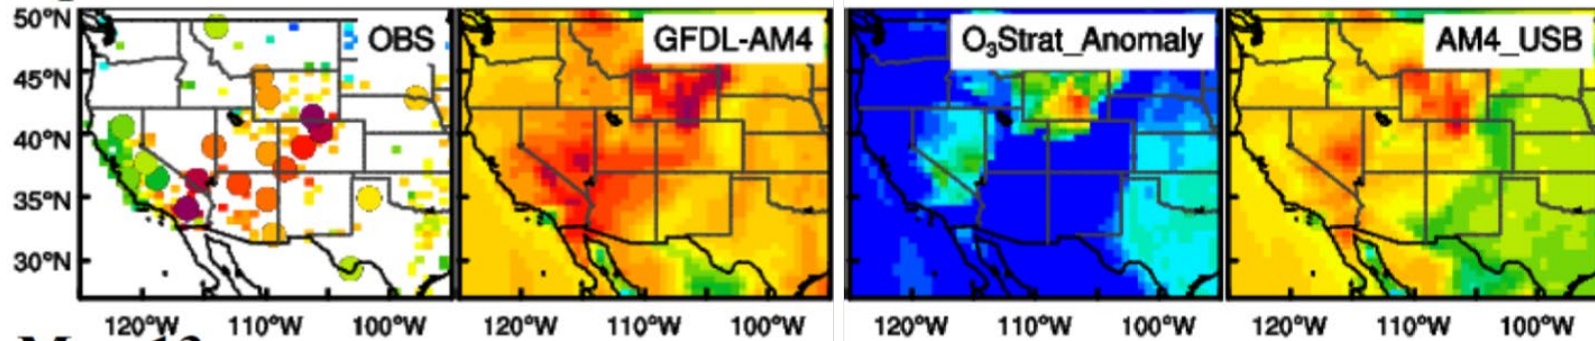 50°N
OBS
GFDL-AM4
O₃Strat_Anomaly
AM4_USB
45°N
40°N
35°N
30°N
120°W 110°W 100°W 120°W 110°W 100°W 120°W 110°W 100°W 120°W 110°W 100°W